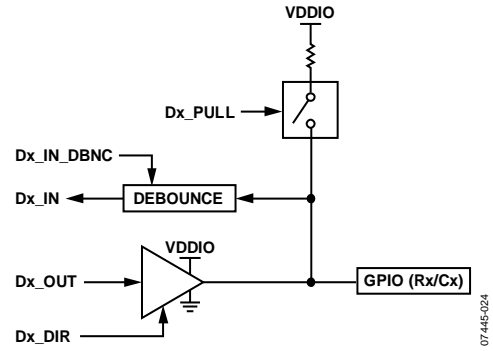 VDDIO
Dx_PULL
Dx_IN_DBNC
Dx_IN
DEBOUNCE
VDDIO
Dx_OUT
GPIO (Rx/Cx)
Dx_DIR
07445-024